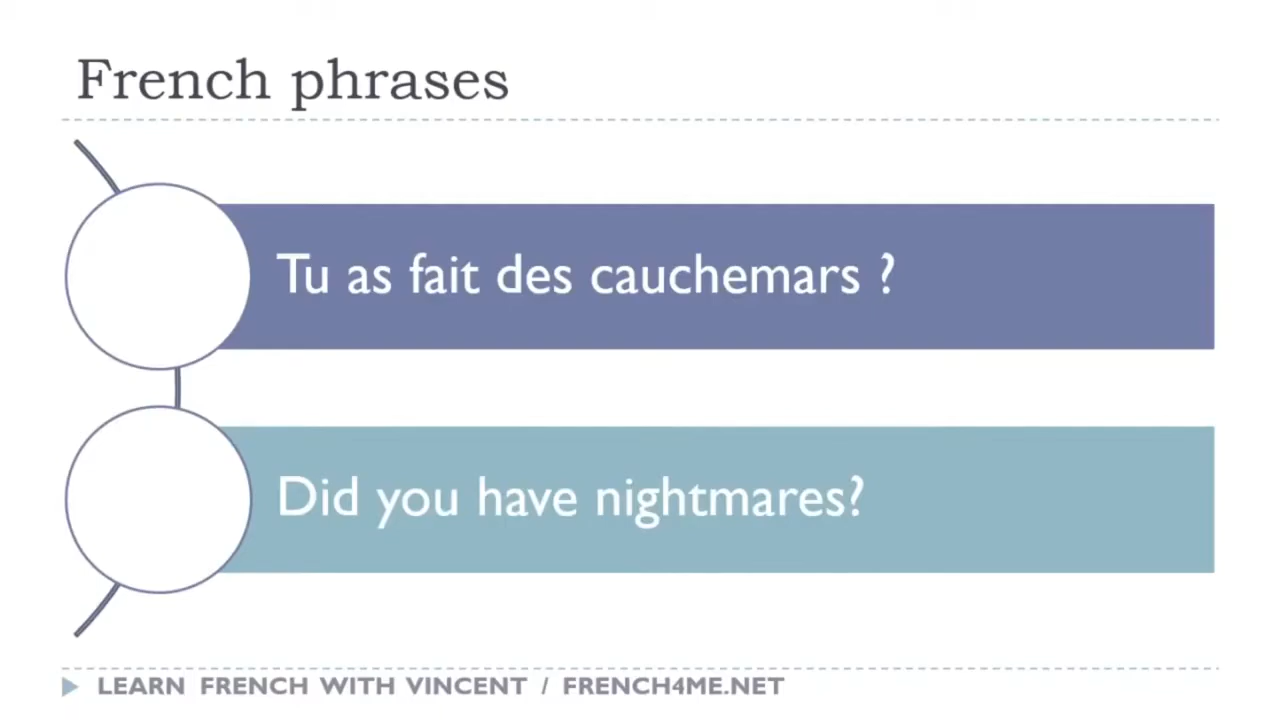 French phrases
Tu as fait des cauchemars ?
Did you have nightmares?
LEARN FRENCH WITH VINCENT / FRENCH4ME.NET